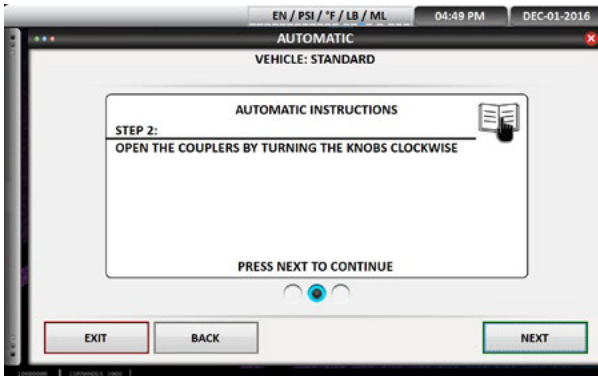 EN / PSI / °F / LB / ML 04:49 PM DEC-01-2016
AUTOMATIC
VEHICLE: STANDARD
AUTOMATIC INSTRUCTIONS
STEP 2:
OPEN THE COUPLERS BY TURNING THE KNOBS CLOCKWISE
PRESS NEXT TO CONTINUE
EXIT BACK NEXT